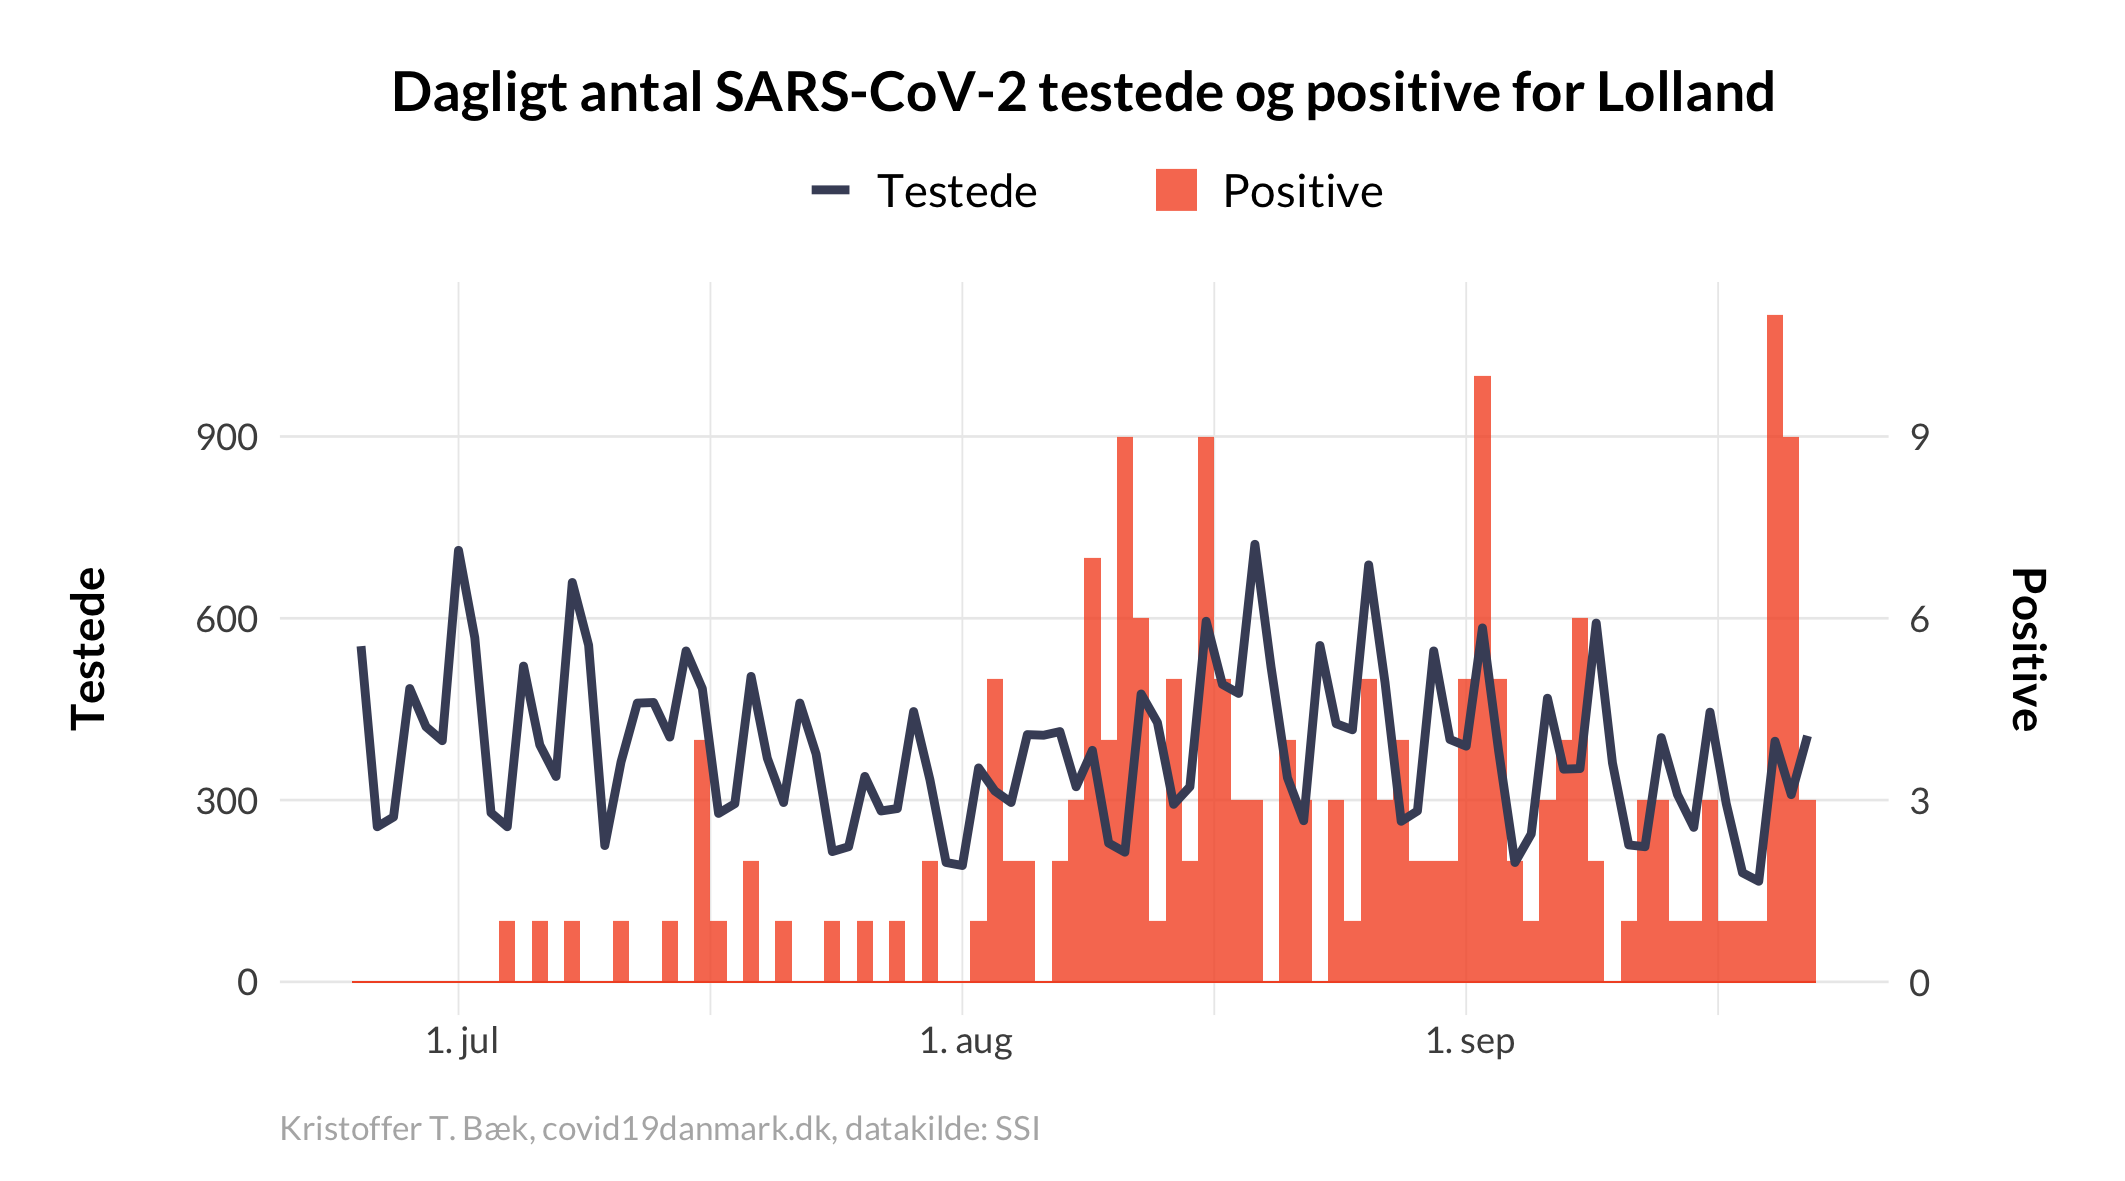 Dagligt antal SARS-CoV-2 testede og positive for Lolland
Testede
Positive
Testede
900
600
300
0
9
6
3
0
Positive
1. jul
1. aug
1. sep
Kristoffer T. Bæk, covid19danmark.dk, datakilde: SSI